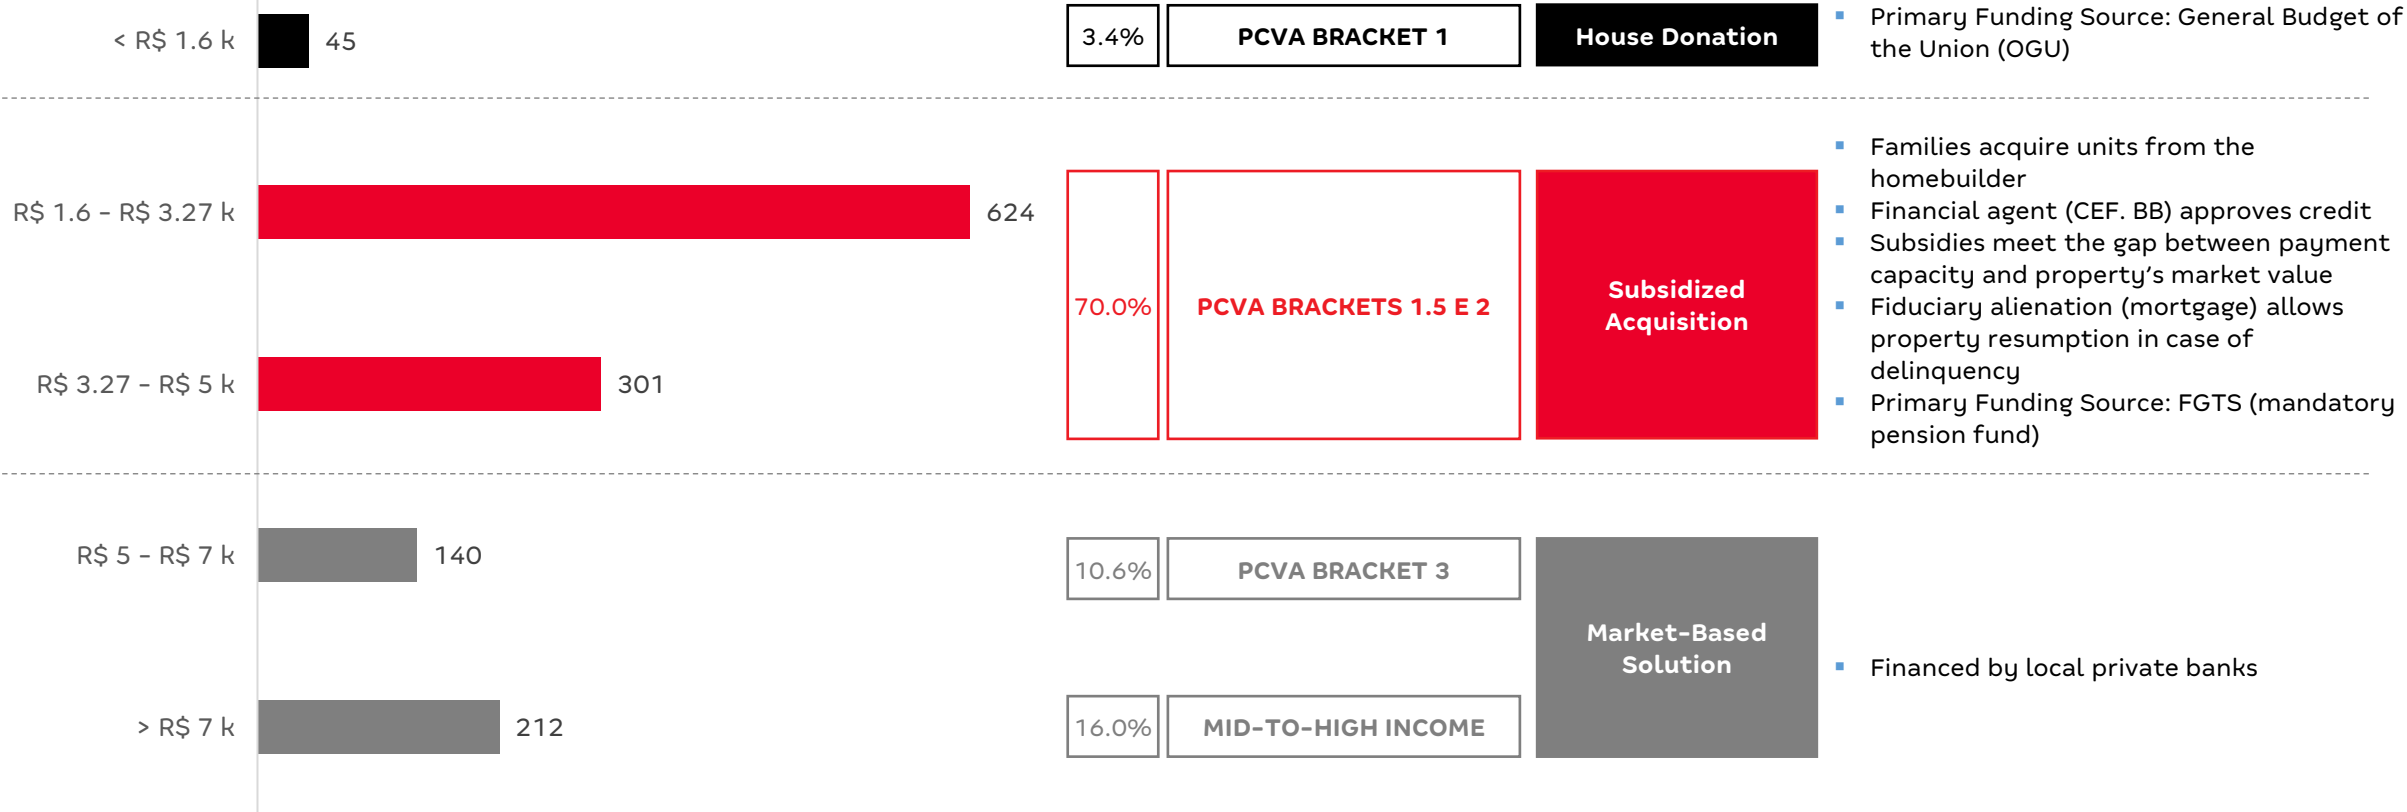 < R$ 1.6 k
45
3.4%
PCVA BRACKET 1
House Donation
▪ Primary Funding Source: General Budget of
the Union (OGU)
R$ 1.6 - R$ 3.27 k
624
R$ 3.27 - R$ 5 k
301
70.0%
PCVA BRACKETS 1.5 E 2
Subsidized
Acquisition
▪ Families acquire units from the
homebuilder
▪ Financial agent (CEF. BB) approves credit
▪ Subsidies meet the gap between payment
capacity and property’s market value
▪ Fiduciary alienation (mortgage) allows
property resumption in case of
delinquency
▪ Primary Funding Source: FGTS (mandatory
pension fund)
R$ 5 - R$ 7 k
140
10.6%
PCVA BRACKET 3
> R$ 7 k
212
16.0%
MID-TO-HIGH INCOME
Market-Based
Solution
▪ Financed by local private banks